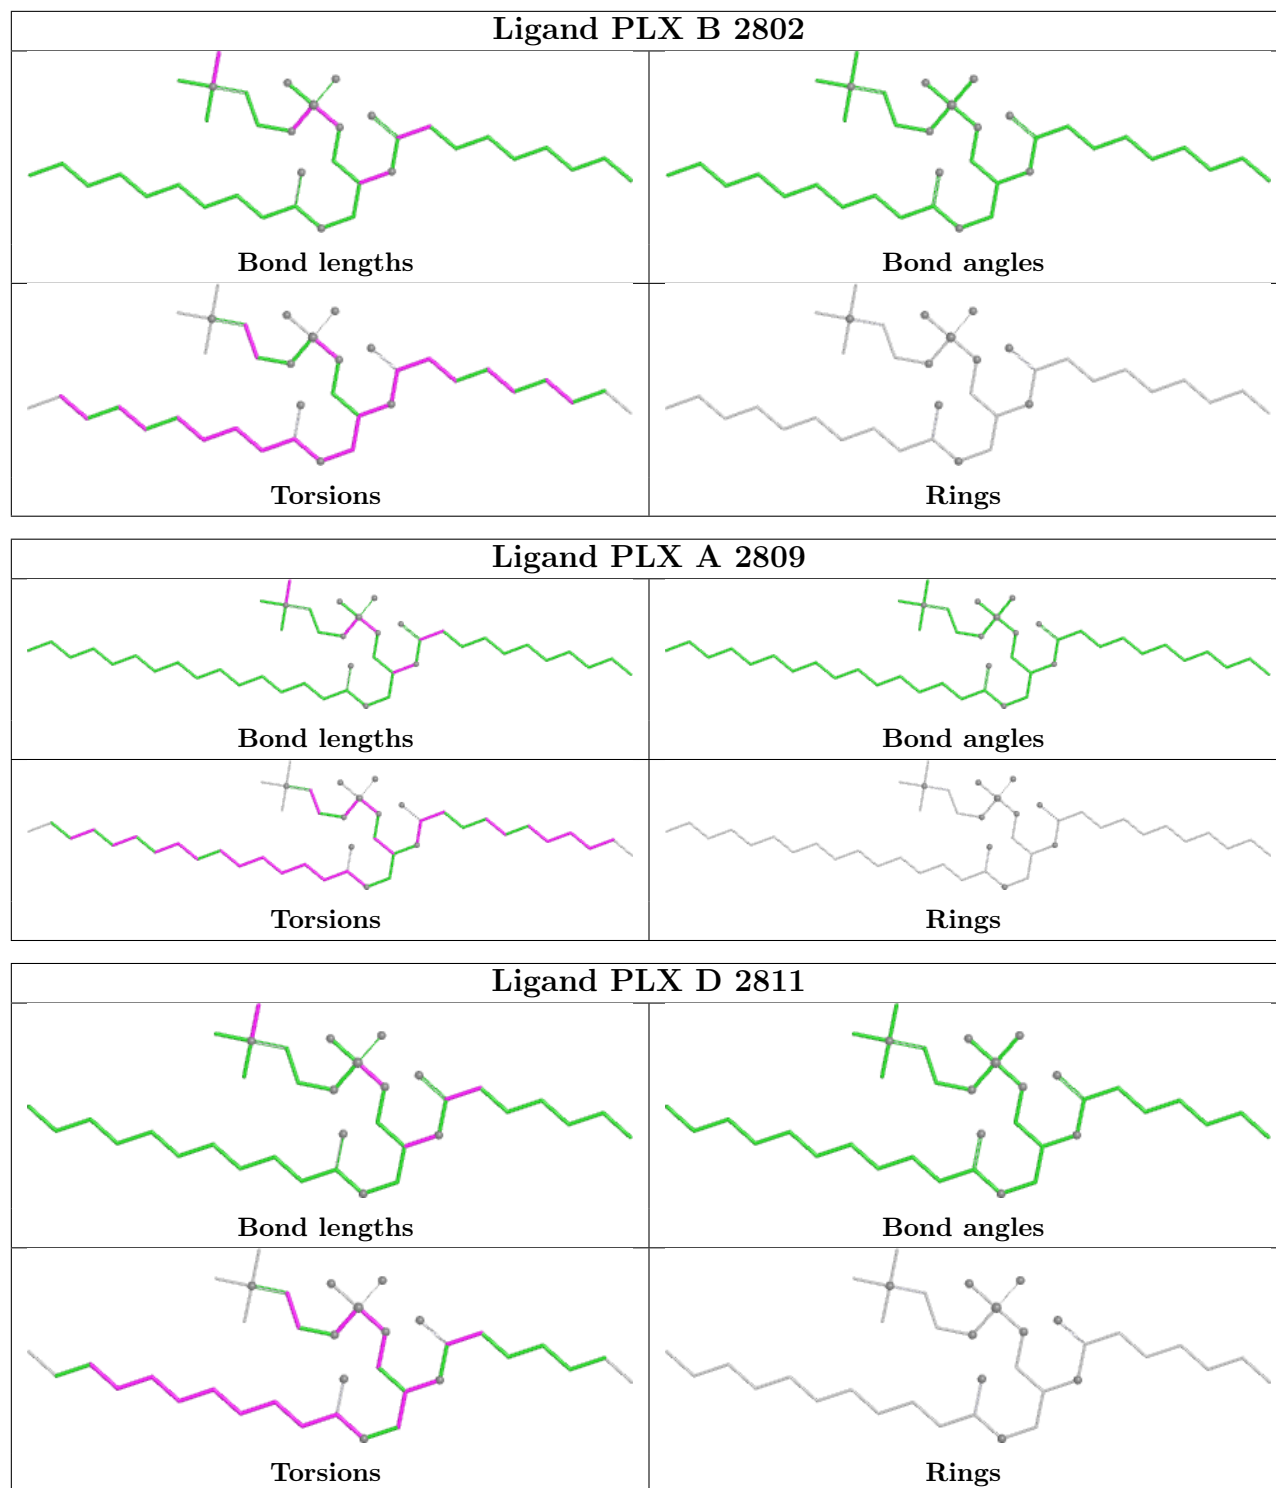 Ligand PLX B 2802
Bond lengths
Bond angles
Torsions
Rings
Ligand PLX A 2809
Bond lengths
Bond angles
Torsions
Rings
Ligand PLX D 2811
Bond lengths
Bond angles
Torsions
Rings